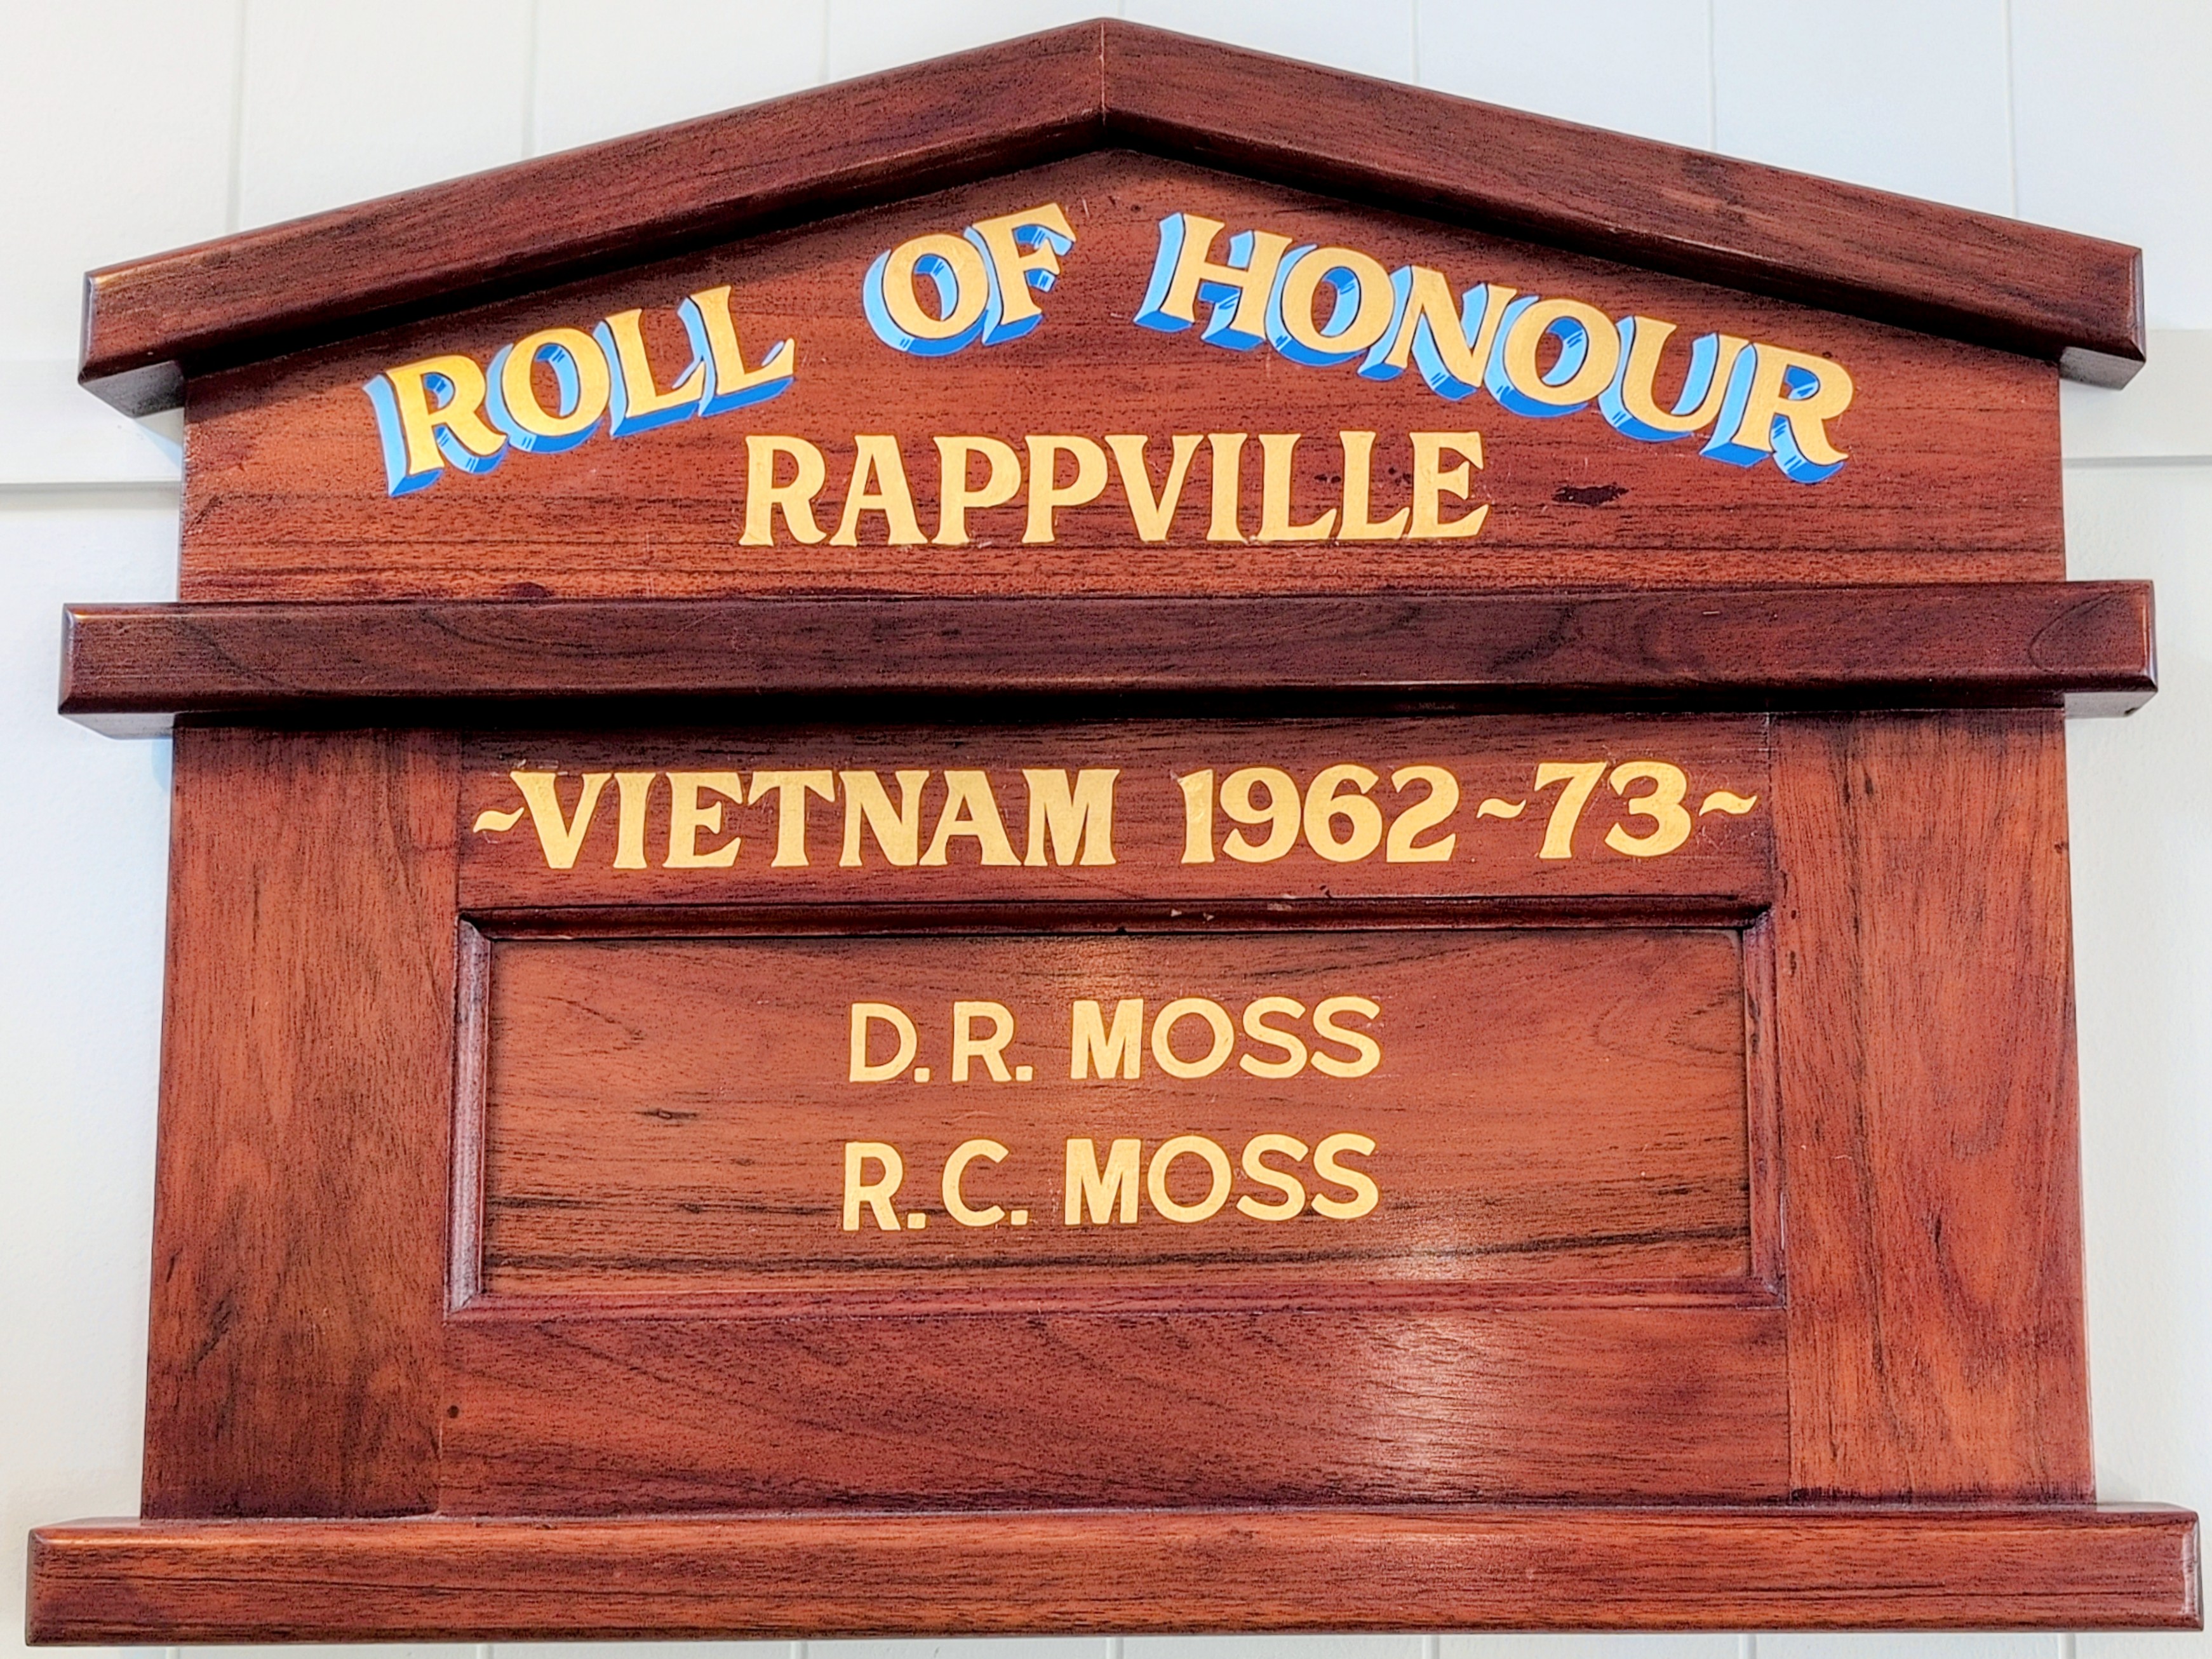 ROLL OF HONOUR
RAPPVILLE
~VIETNAM 1962~73~
D.R. MOSS
R.C. MOSS